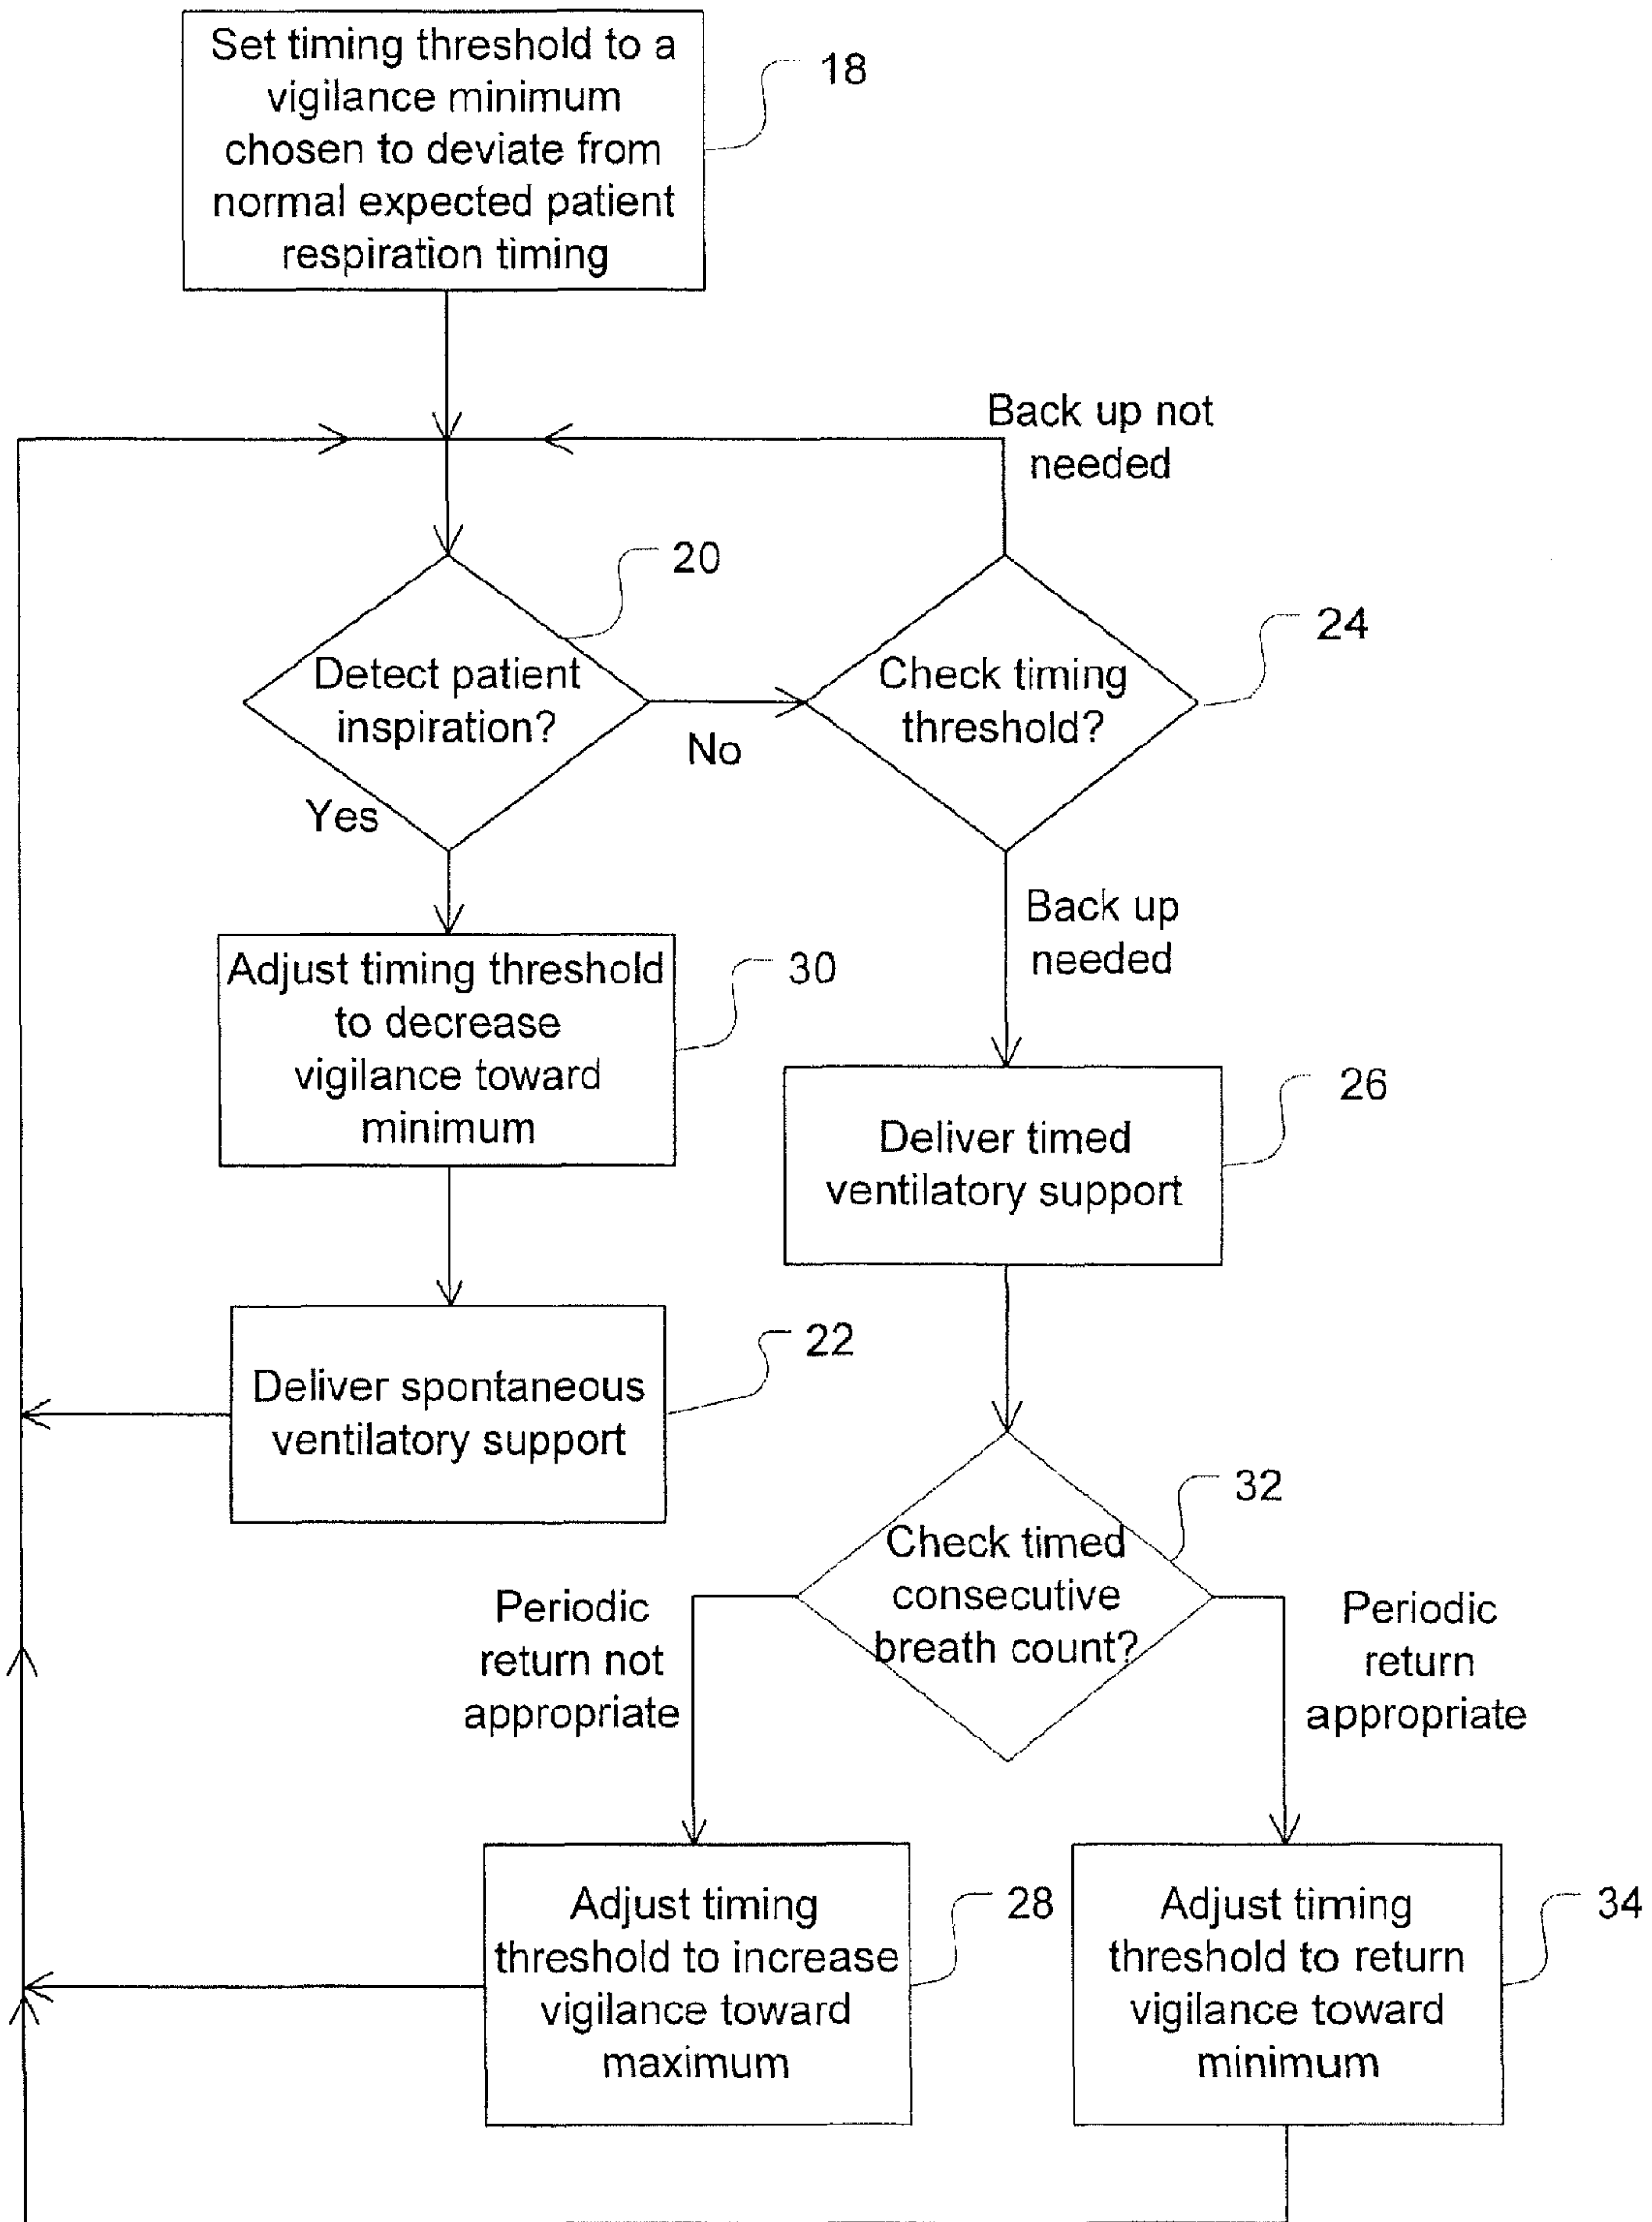 Set timing threshold to a
vigilance minimum
chosen to deviate from
normal expected patient
respiration timing
18
Back up not
needed
20
Detect patient
inspiration?
No
Yes
24
Check timing
threshold?
Back up
needed
30
Adjust timing threshold
to decrease
vigilance toward
minimum
26
Deliver timed
ventilatory support
22
Deliver spontaneous
ventilatory support
32
Check timed
consecutive
breath count?
Periodic
return not
appropriate
Periodic
return
appropriate
28
Adjust timing
threshold to increase
vigilance toward
maximum
34
Adjust timing
threshold to return
vigilance toward
minimum